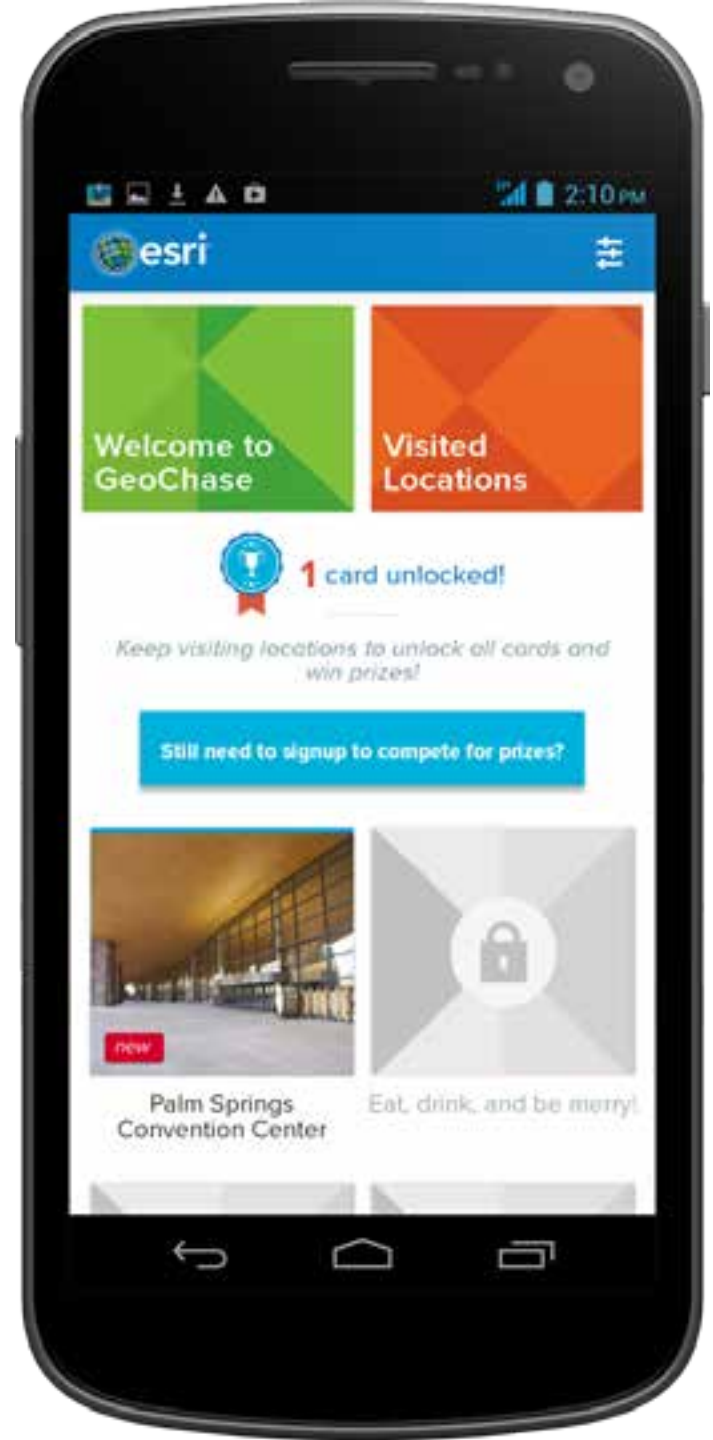 2:10 PM
esri
Welcome to
GeoChase
Visited
Locations
1 card unlocked!
Keep visiting locations to unlock all cards and
win prizes!
Still need to signup to compete for prizes?
new
Palm Springs
Convention Center
Eat, drink, and be merry!